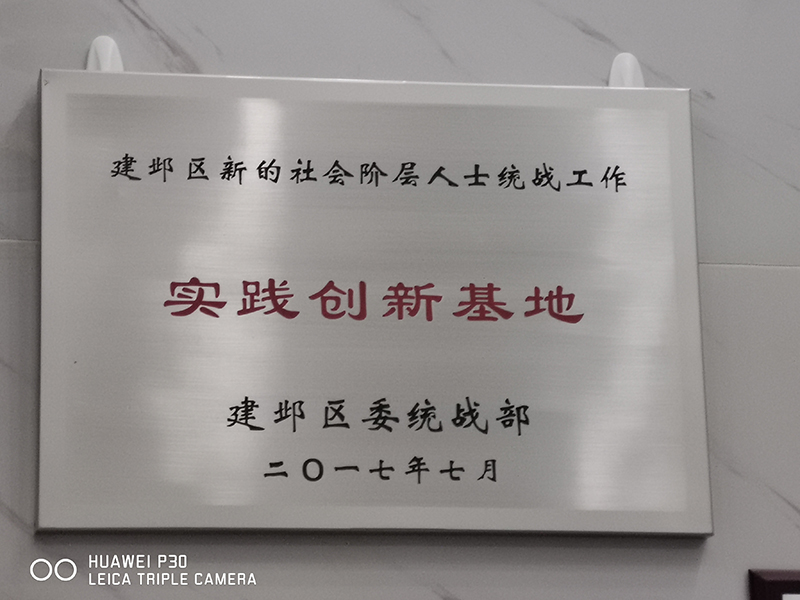 建邺区新的社会阶层人士统战工作
实践创新基地
建邺区委统战部
二〇一七年七月
HUAWEI P30
LEICA TRIPLE CAMERA